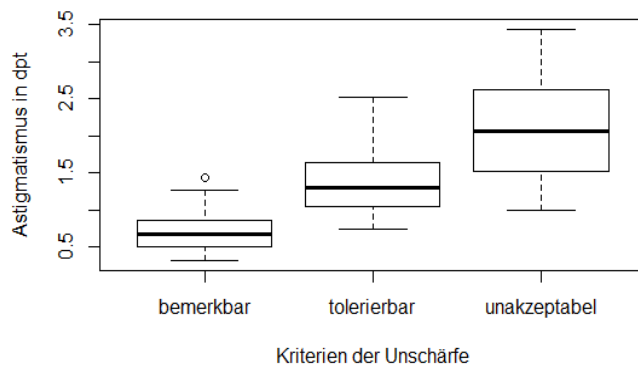 Astigmatismus in dpt
3.5
2.5
1.5
0.5
bemerkbar tolerierbar unakzeptabel
Kriterien der Unschärfe